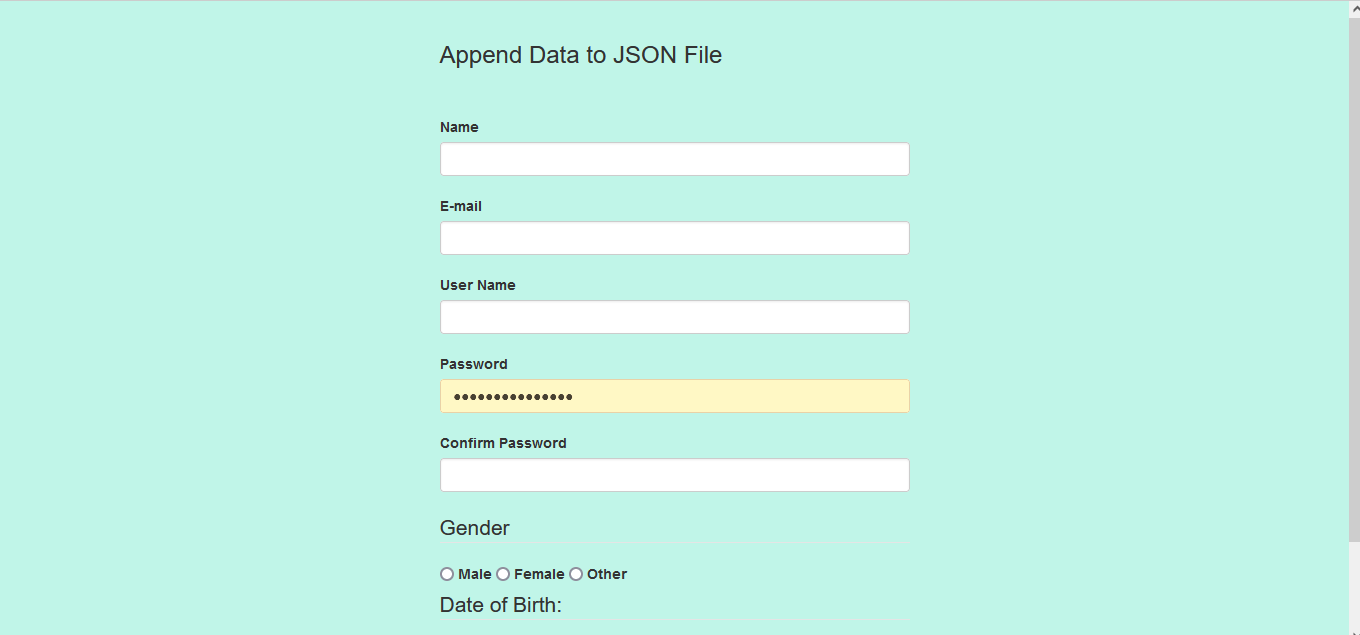 Append Data to JSON File
Name
E-mail
User Name
Password
•••••••••••••••
Confirm Password
Gender
Male Female Other
Date of Birth: